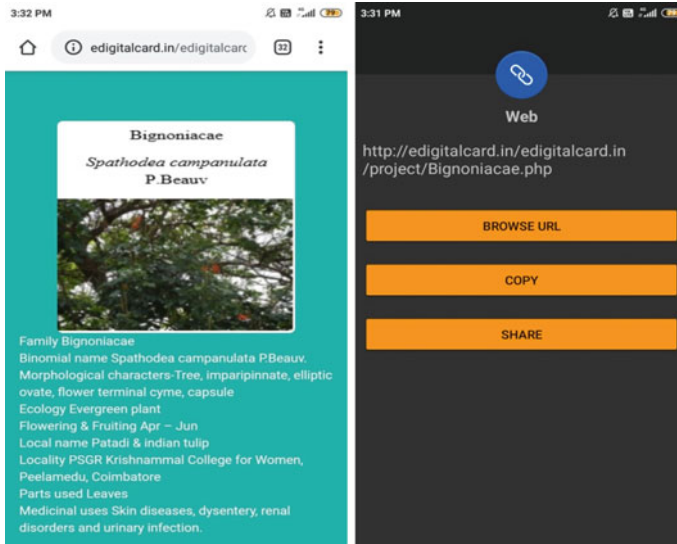 3:32 PM
edigitalcard.in/edigitalcarc
32
Bignoniacae
Spathodea campanulata
P.Beauv
Family Bignoniacae
Binomial name Spathodea campanulata P.Beauv.
Morphological characters-Tree, imparipinnate, elliptic
ovate, flower terminal cyme, capsule
Ecology Evergreen plant
Flowering & Fruiting Apr – Jun
Local name Patadi & indian tulip
Locality PSGR Krishnammal College for Women,
Peelamedu, Coimbatore
Parts used Leaves
Medicinal uses Skin diseases, dysentery, renal
disorders and urinary infection.
3:31 PM
Web
http://edigitalcard.in/edigitalcard.in
/project/Bignoniacae.php
BROWSE URL
COPY
SHARE